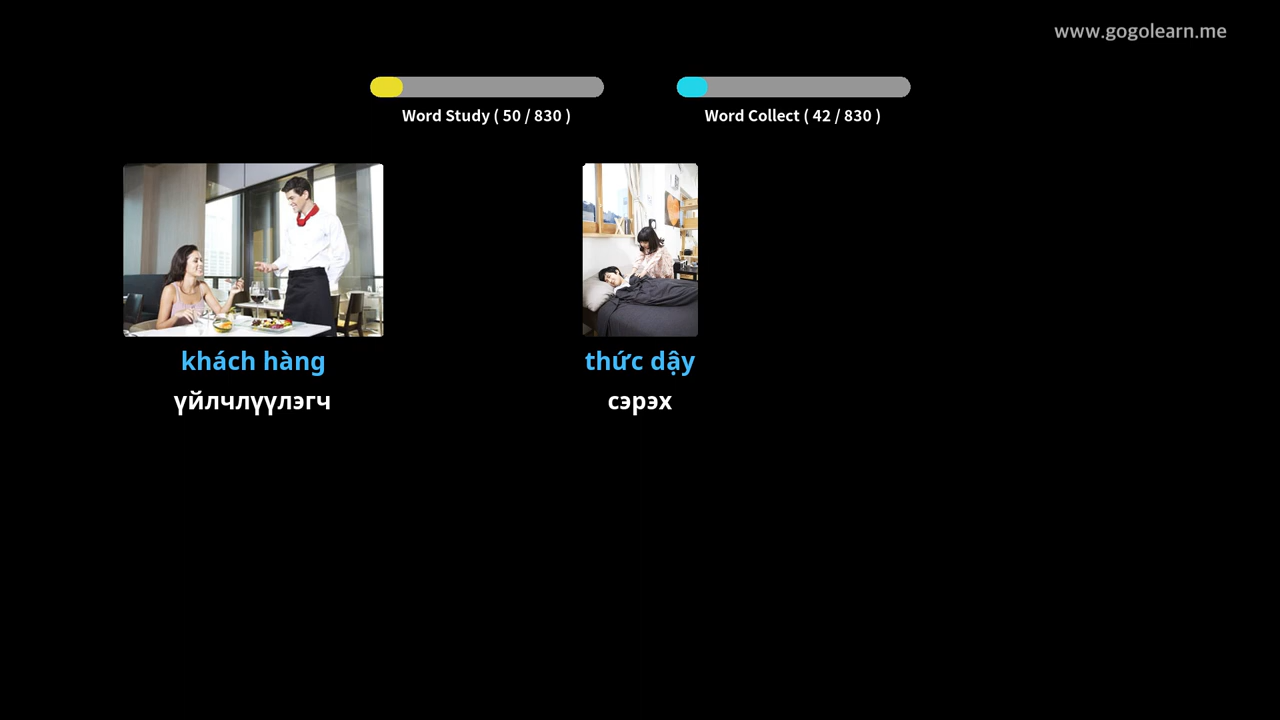 www.gogolearn.me
Word Study ( 50 / 830 )
Word Collect ( 42 / 830 )
khách hàng
үйлчлүүлэгч
thức dậy
сэрэх